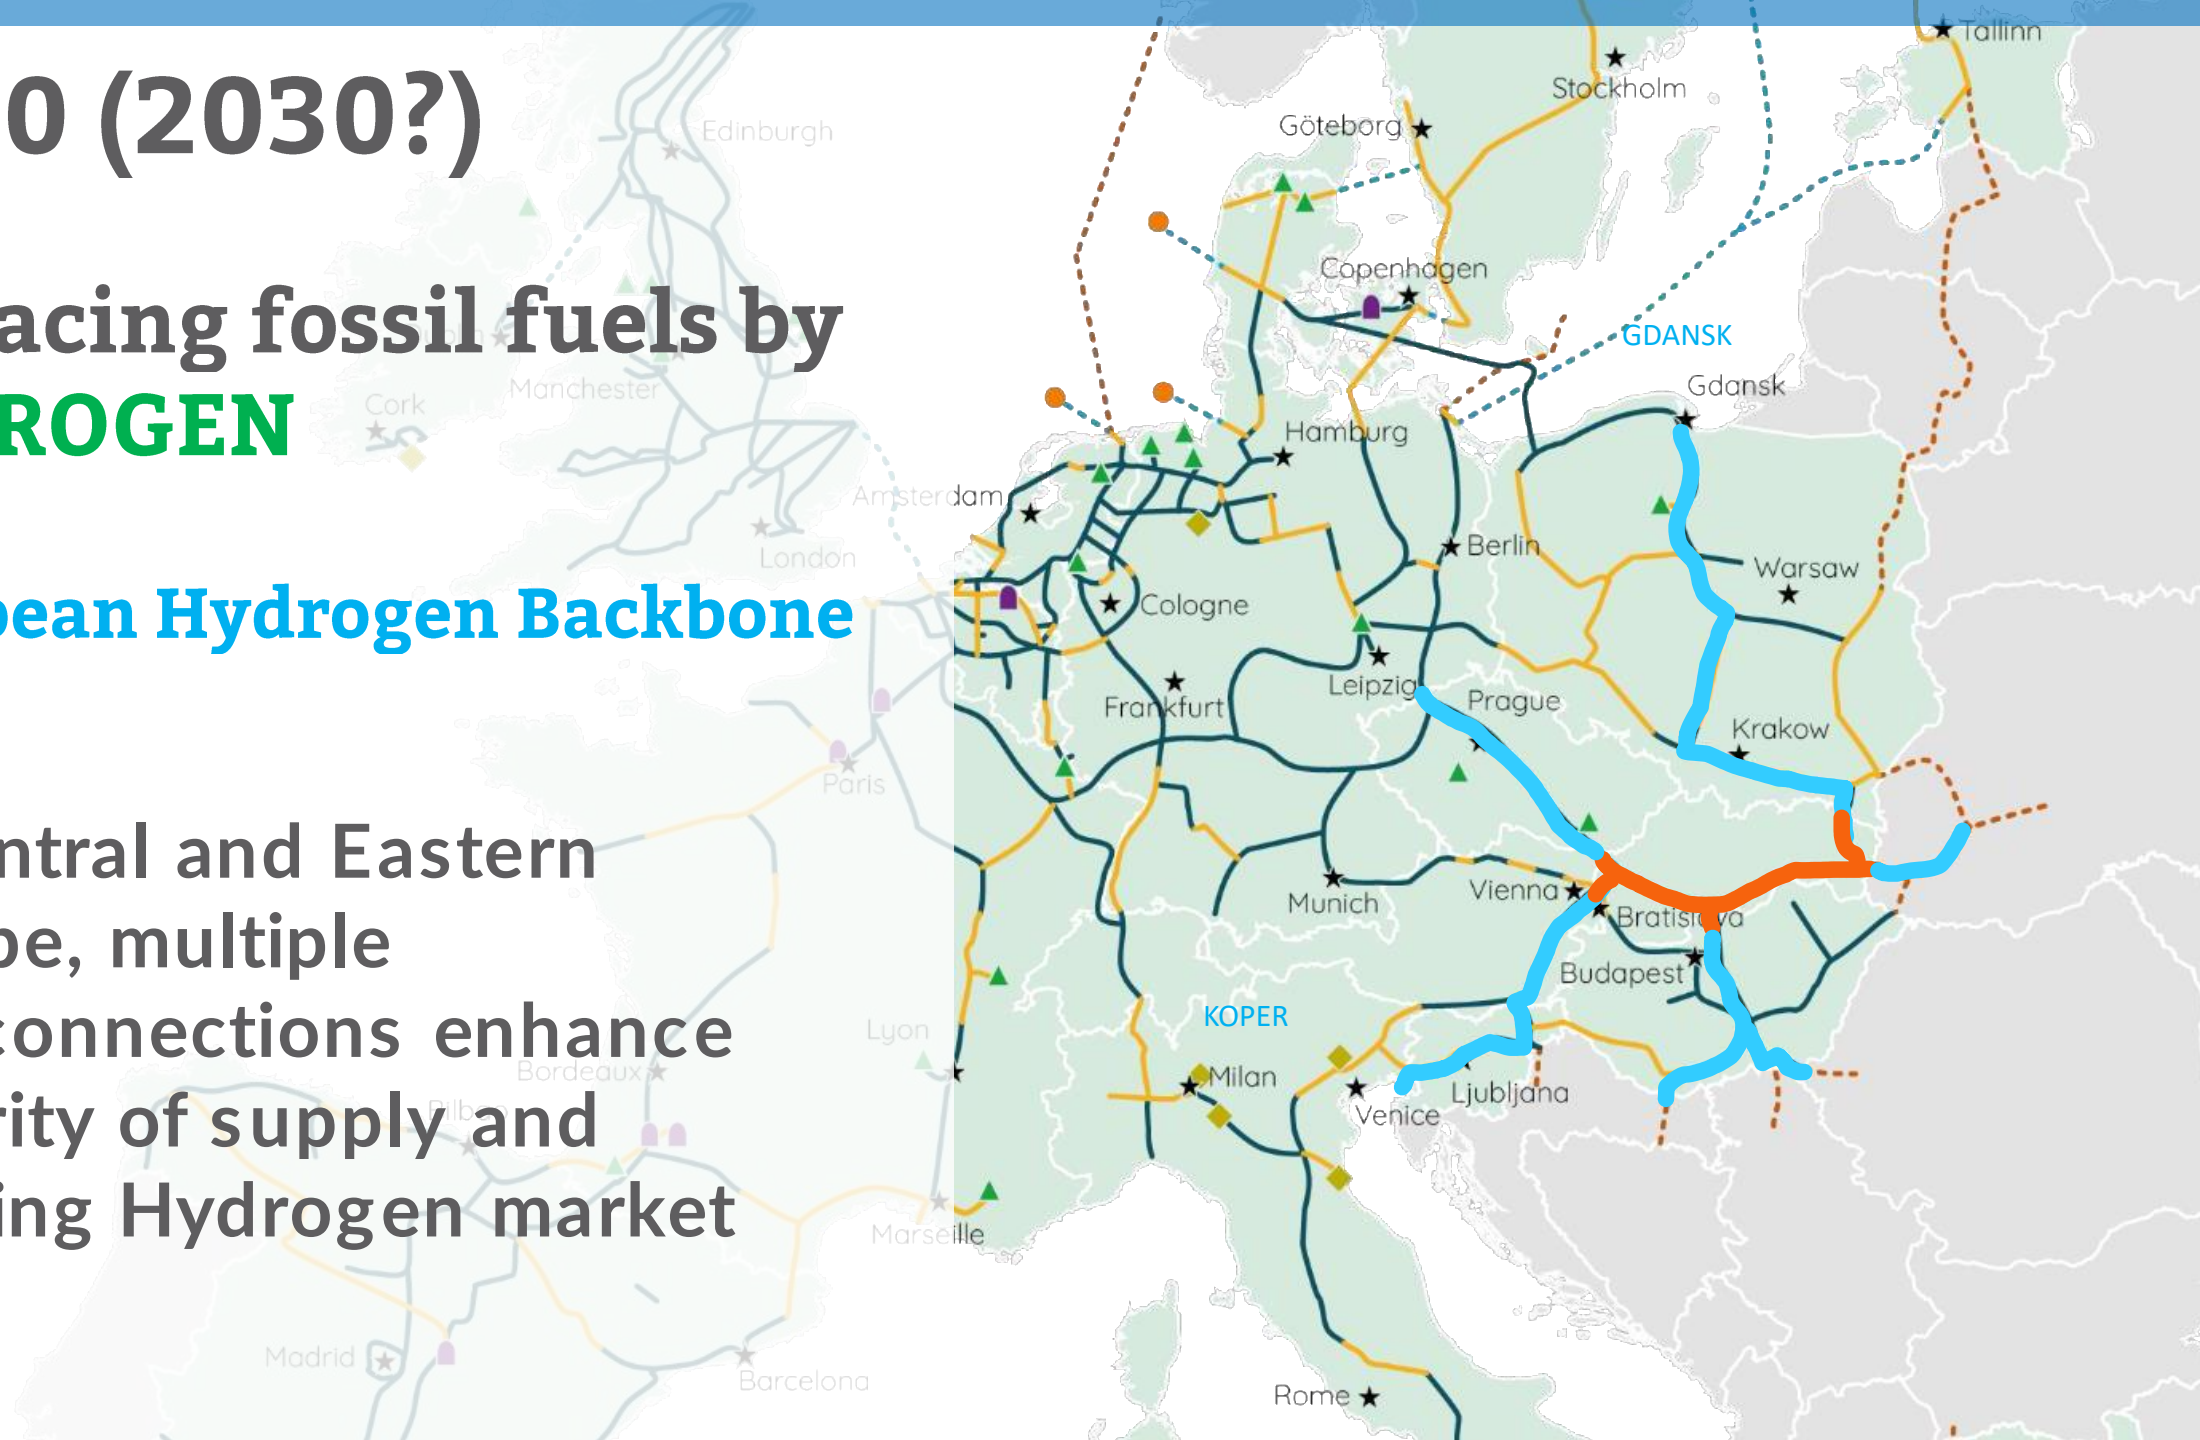 0 (2030?)
acing fossil fuels by
ROGEN
pean Hydrogen Backbone
ntral and Eastern
pe, multiple
connections enhance
rity of supply and
ing Hydrogen market
Edinburgh
Manchester
Cork
London
Amsterdam
Paris
Lyon
Bordeaux
Marseille
Madrid
Barcelona
Tallinn
Stockholm
Göteborg
Copenhagen
GDANSK
Gdansk
Hamburg
Berlin
Warsaw
Cologne
Leipzig
Prague
Frankfurt
Krakow
Munich
Vienna
Bratislava
Budapest
KOPER
Milan
Venice
Ljubljana
Rome